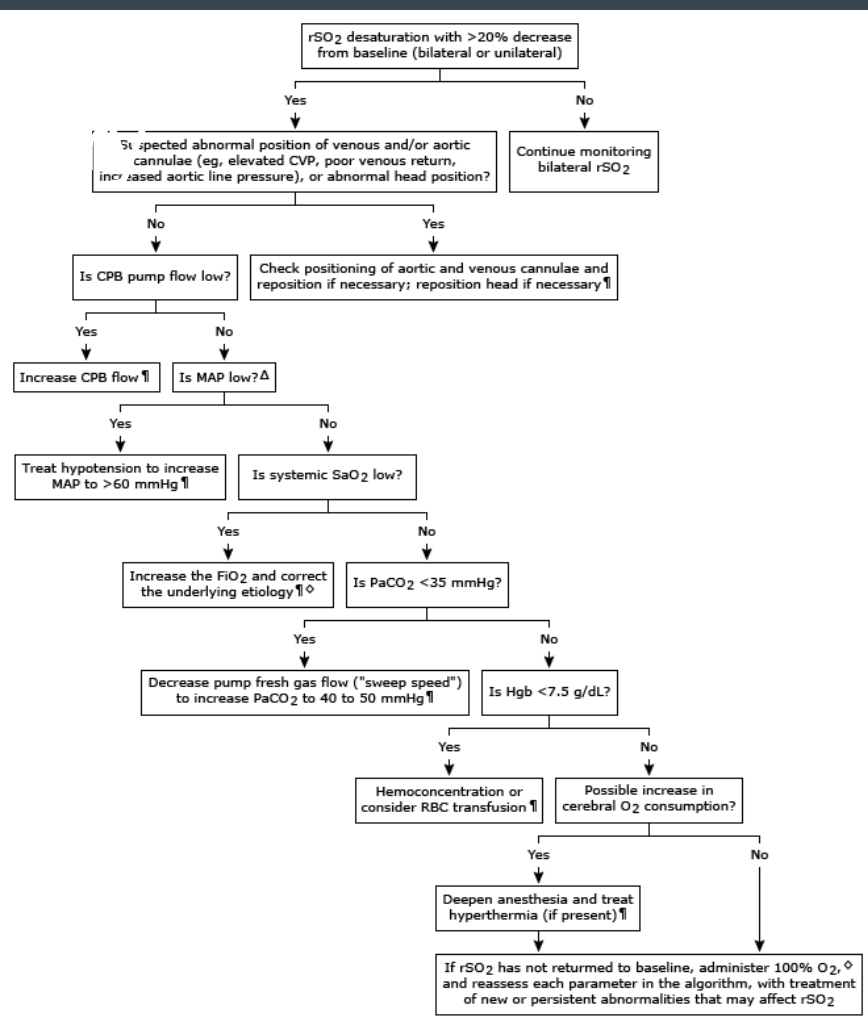 rSO2 desaturation with >20% decrease
from baseline (bilateral or unilateral)
Yes
No
Suspected abnormal position of venous and/or aortic
cannulae (eg, elevated CVP, poor venous return,
increased aortic line pressure), or abnormal head position?
Continue monitoring
bilateral rSO2
No
Yes
Is CPB pump flow low?
Check positioning of aortic and venous cannulae and
reposition if necessary; reposition head if necessary¶
Yes
No
Increase CPB flow¶
Is MAP low?Δ
Yes
No
Treat hypotension to increase
MAP to >60 mmHg¶
Is systemic SaO2 low?
Yes
No
Increase the FiO2 and correct
the underlying etiology¶◇
Is PaCO2 <35 mmHg?
Yes
No
Decrease pump fresh gas flow ("sweep speed")
to increase PaCO2 to 40 to 50 mmHg¶
Is Hgb <7.5 g/dL?
Yes
No
Hemoconcentration or
consider RBC transfusion¶
Possible increase in
cerebral O2 consumption?
Yes
No
Deepen anesthesia and treat
hyperthermia (if present)¶
If rSO2 has not returned to baseline, administer 100% O2,◇
and reassess each parameter in the algorithm, with treatment
of new or persistent abnormalities that may affect rSO2